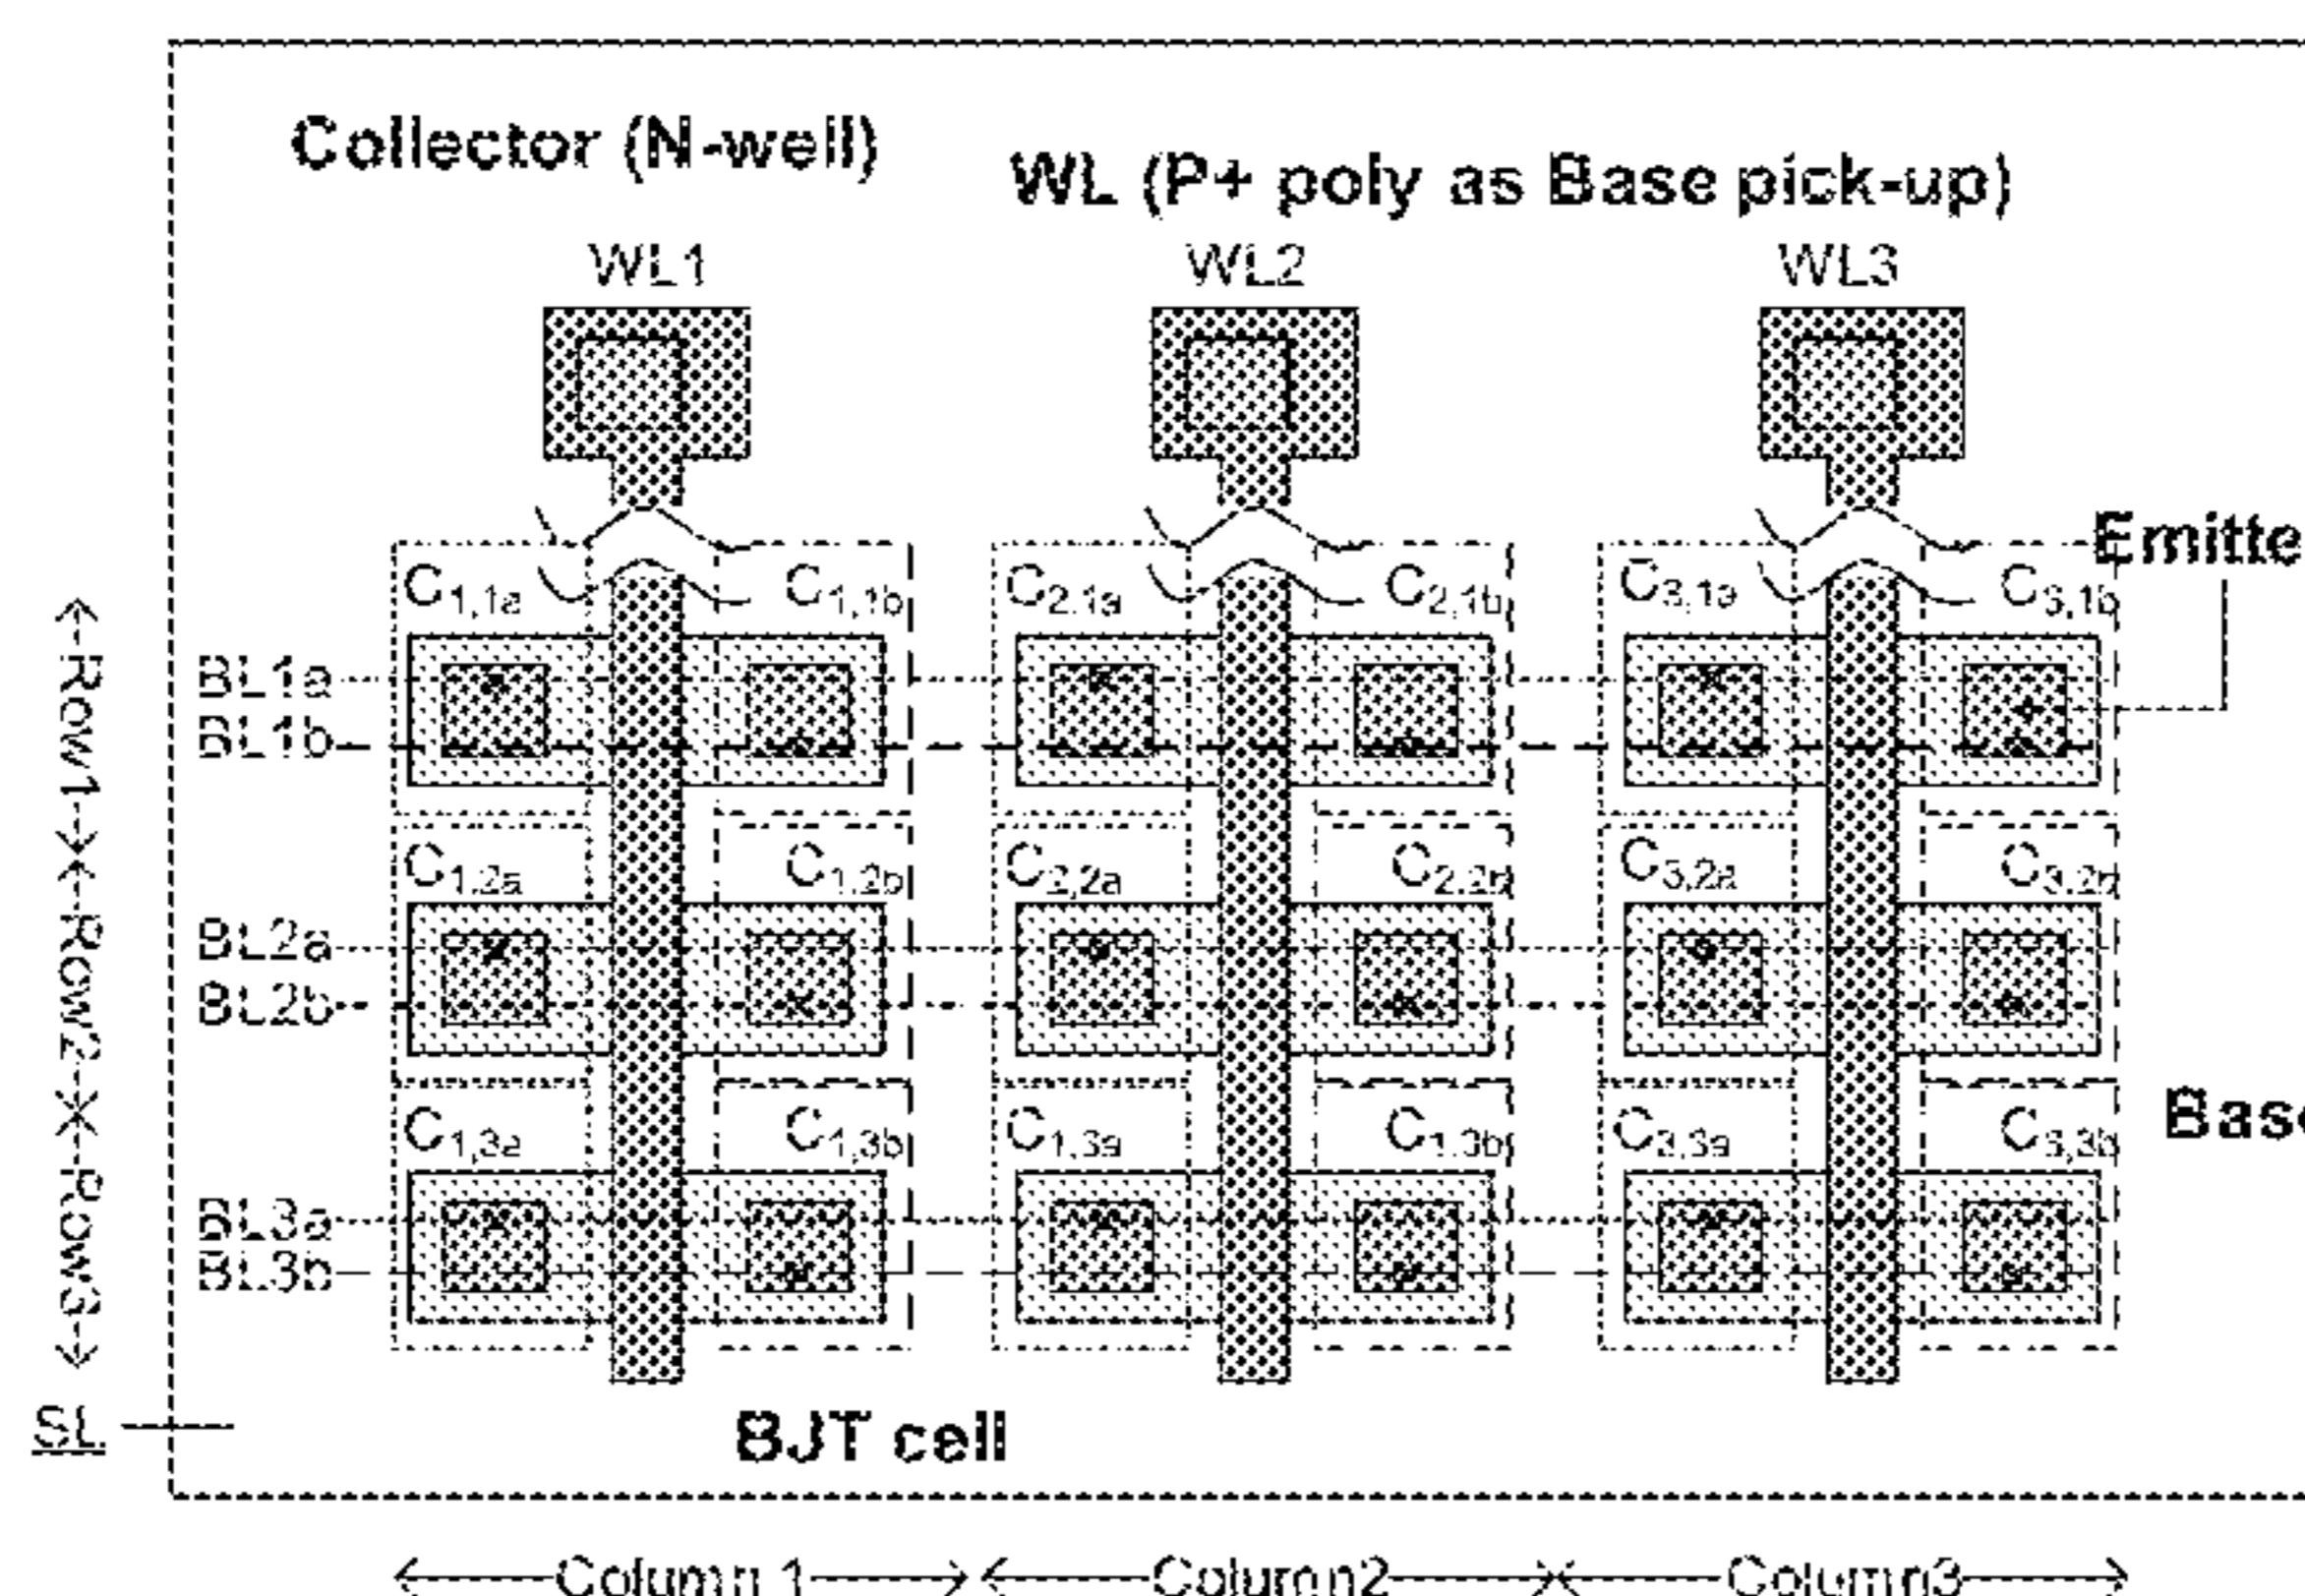 Collector (N-well)
WL (P+ poly as Base pick-up)
WL1 WL2 WL3
Emitte
C1,1a C1,1b C2,1a C2,1b C3,1a C3,1b
BL1a
BL1b
C1,2a C1,2b C2,2a C2,2b C3,2a C3,2b
BL2a
BL2b
C1,3a C1,3b C1,3a C1,3b C3,3a C3,3b
Base
BL3a
BL3b
Row1 Row2 Row3
SL
BJT cell
Column 1 Column2 Column3